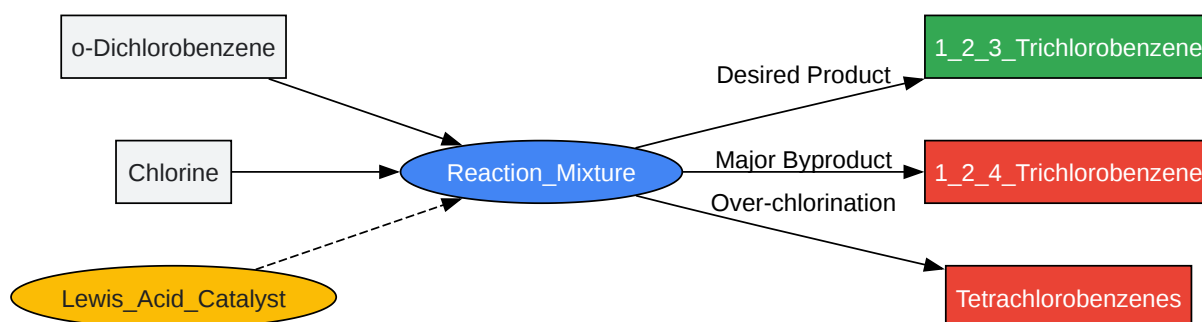 o-Dichlorobenzene
1_2_3_Trichlorobenzene
Desired Product
Chlorine
Reaction_Mixture
Major Byproduct
1_2_4_Trichlorobenzene
Over-chlorination
Lewis_Acid_Catalyst
Tetrachlorobenzenes